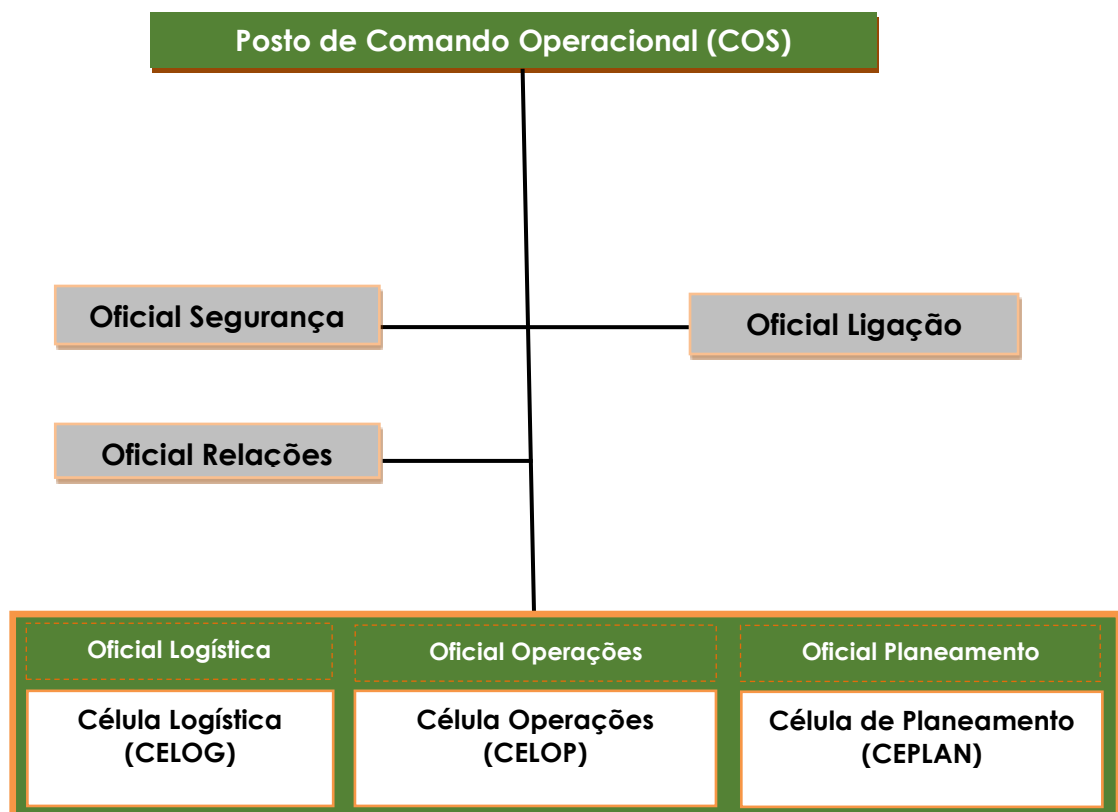 Posto de Comando Operacional (COS)
Oficial Segurança
Oficial Ligação
Oficial Relações
Oficial Logística
Oficial Operações
Oficial Planeamento
Célula Logística
(CELOG)
Célula Operações
(CELOP)
Célula de Planeamento
(CEPLAN)